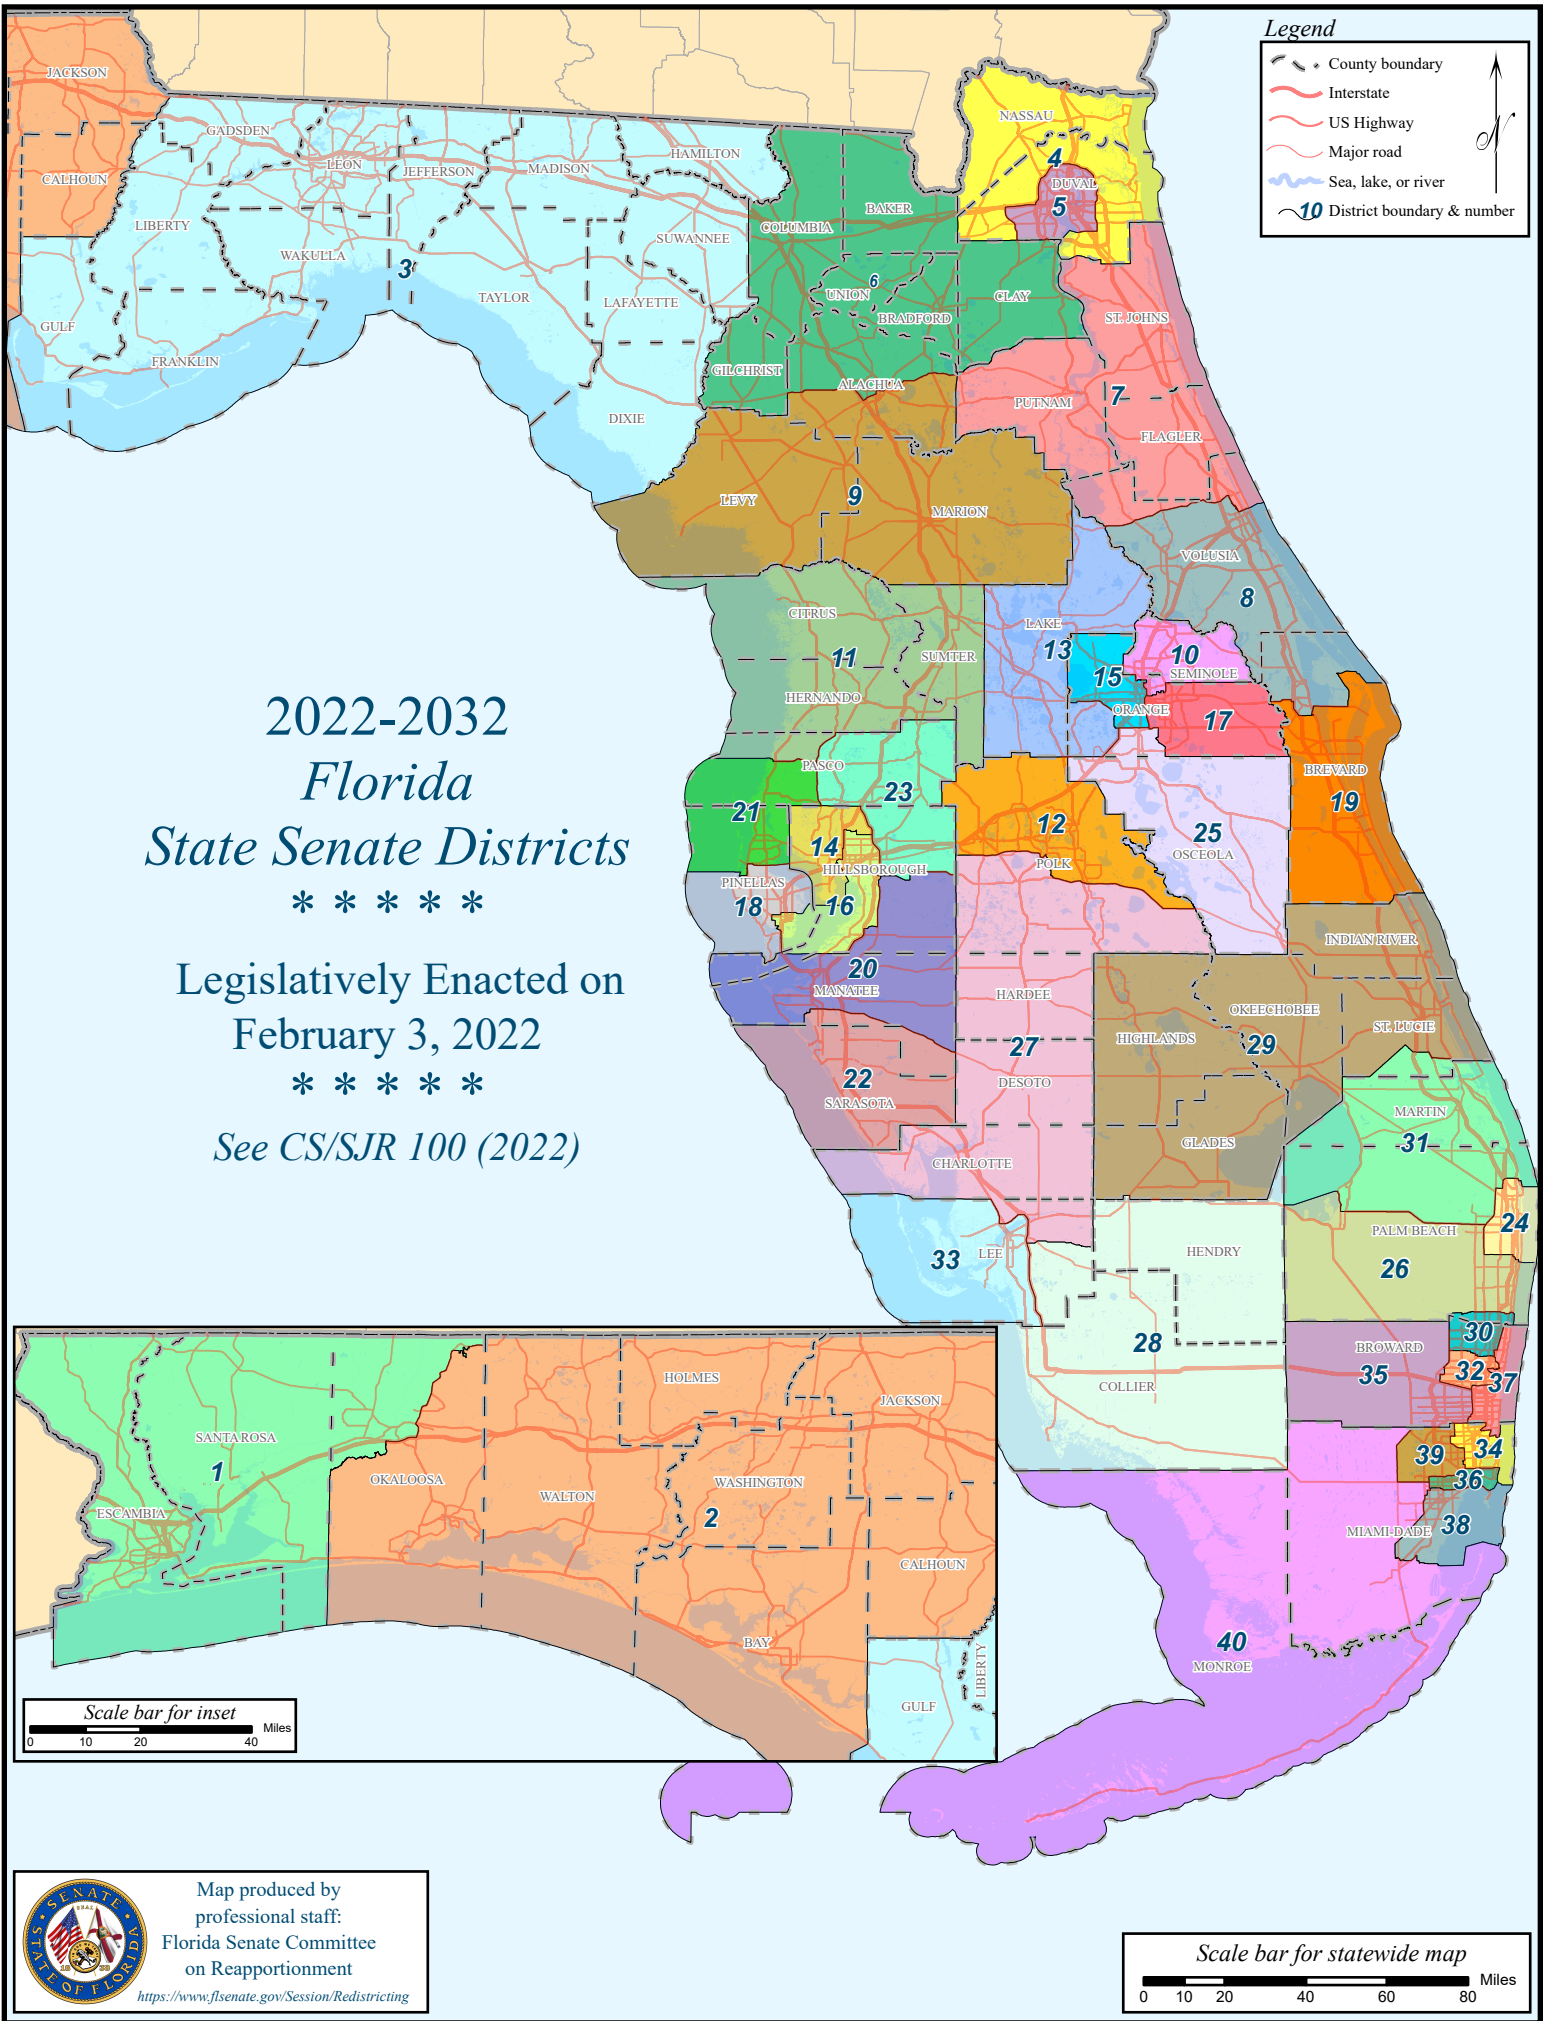 Legend
County boundary
Interstate
US Highway
Major road
Sea, lake, or river
10 District boundary & number
N
JACKSON
CALHOUN
GADSDEN
LEON
JEFFERSON
MADISON
HAMILTON
LIBERTY
WAKULLA
3
TAYLOR
LAFAYETTE
SUWANNEE
GULF
FRANKLIN
DIXIE
COLUMBIA
BAKER
UNION
6
BRADFORD
CLAY
GILCHRIST
ALACHUA
NASSAU
4
DUVAL
5
ST. JOHNS
PUTNAM
7
FLAGLER
LEVY
9
MARION
VOLUSIA
8
CITRUS
11
SUMTER
HERNANDO
LAKE
13
15
10
SEMINOLE
ORANGE
17
PASCO
23
21
14
HILLSBOROUGH
PINELLAS
18
16
12
POLK
25
OSCEOLA
BREVARD
19
20
MANATEE
HARDEE
27
DESOTO
22
SARASOTA
CHARLOTTE
INDIAN RIVER
OKEECHOBEE
HIGHLANDS
29
ST. LUCIE
GLADES
MARTIN
31
33
LEE
HENDRY
28
COLLIER
PALM BEACH
24
26
30
BROWARD
35
32
37
39
34
36
MIAMI-DADE
38
40
MONROE
2022-2032
Florida
State Senate Districts
* * * * *
Legislatively Enacted on
February 3, 2022
* * * * *
See CS/SJR 100 (2022)
SANTA ROSA
1
ESCAMBIA
OKALOOSA
WALTON
HOLMES
JACKSON
WASHINGTON
2
CALHOUN
BAY
GULF
LIBERTY
Scale bar for inset
Miles
0 10 20 40
SENATE
STATE OF FLORIDA
SEAL
1838
Map produced by
professional staff:
Florida Senate Committee
on Reapportionment
https://www.flsenate.gov/Session/Redistricting
Scale bar for statewide map
Miles
0 10 20 40 60 80